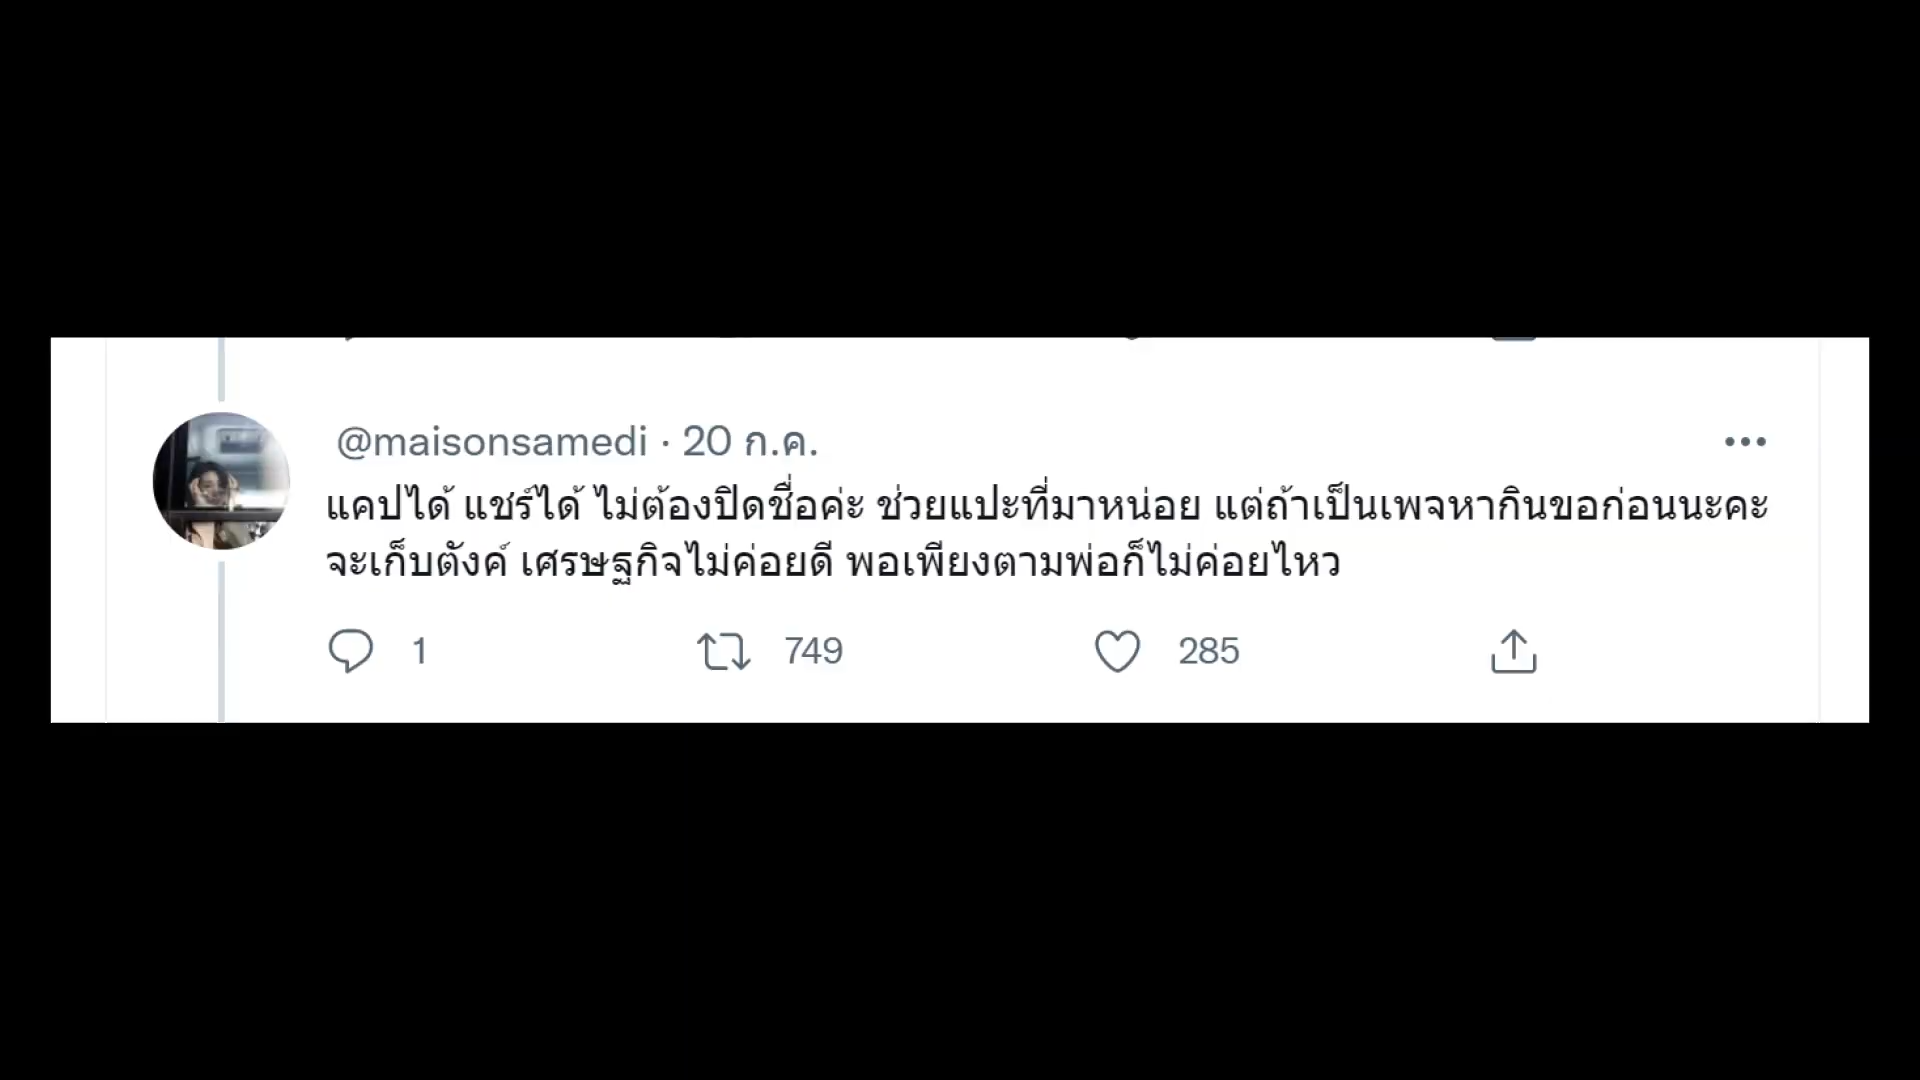 @maisonsamedi · 20 ก.ค.
แคปได้ แชร์ได้ ไม่ต้องปิดชื่อค่ะ ช่วยแปะที่มาหน่อย แต่ถ้าเป็นเพจหากินขอก่อนนะคะ
จะเก็บตังค์ เศรษฐกิจไม่ค่อยดี พอเพียงตามพ่อก็ไม่ค่อยไหว
1 749 285